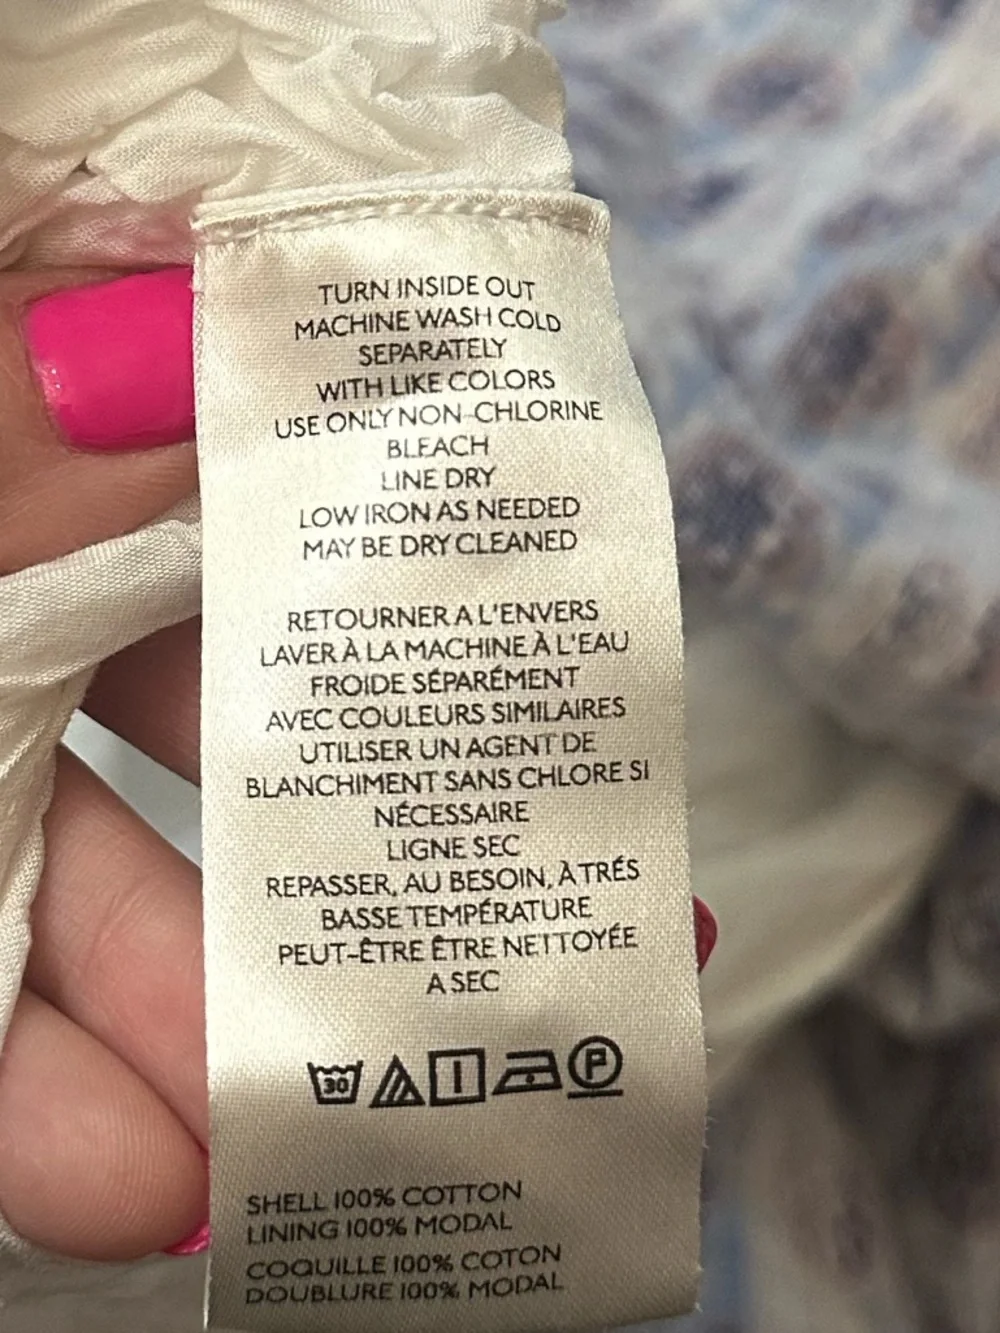 TURN INSIDE OUT
MACHINE WASH COLD
SEPARATELY
WITH LIKE COLORS
USE ONLY NON-CHLORINE
BLEACH
LINE DRY
LOW IRON AS NEEDED
MAY BE DRY CLEANED
RETOURNER A L'ENVERS
LAVER À LA MACHINE À L'EAU
FROIDE SÉPARÉMENT
AVEC COULEURS SIMILAIRES
UTILISER UN AGENT DE
BLANCHIMENT SANS CHLORE SI
NÉCESSAIRE
LIGNE SEC
REPASSER, AU BESOIN, À TRÉS
BASSE TEMPÉRATURE
PEUT-ÊTRE ÊTRE NETTOYÉE
A SEC
30 P
SHELL 100% COTTON
LINING 100% MODAL
COQUILLE 100% COTON
DOUBLURE 100% MODAL